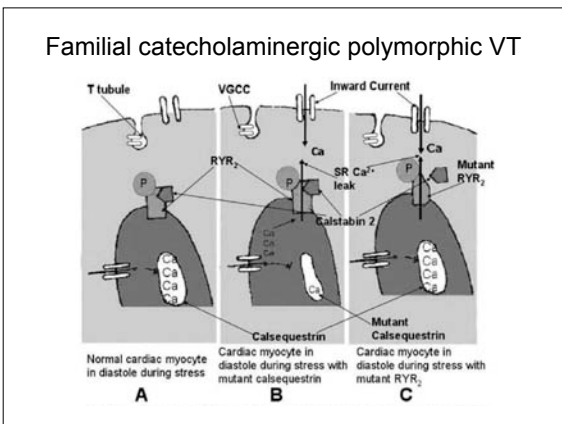 Familial catecholaminergic polymorphic VT
T tubule
VGCC
Inward Current
Ca
Ca
RYR2
SR Ca2+
leak
Mutant
RYR2
P
P
P
Calstabin 2
Ca
Ca
Ca
Ca
Ca
Ca
Ca
Ca
Ca
Ca
Ca
Ca
Calsequestrin
Mutant
Calsequestrin
Normal cardiac myocyte
in diastole during stress
Cardiac myocyte in
diastole during stress with
mutant calsequestrin
Cardiac myocyte in
diastole during stress with
mutant RYR2
A
B
C